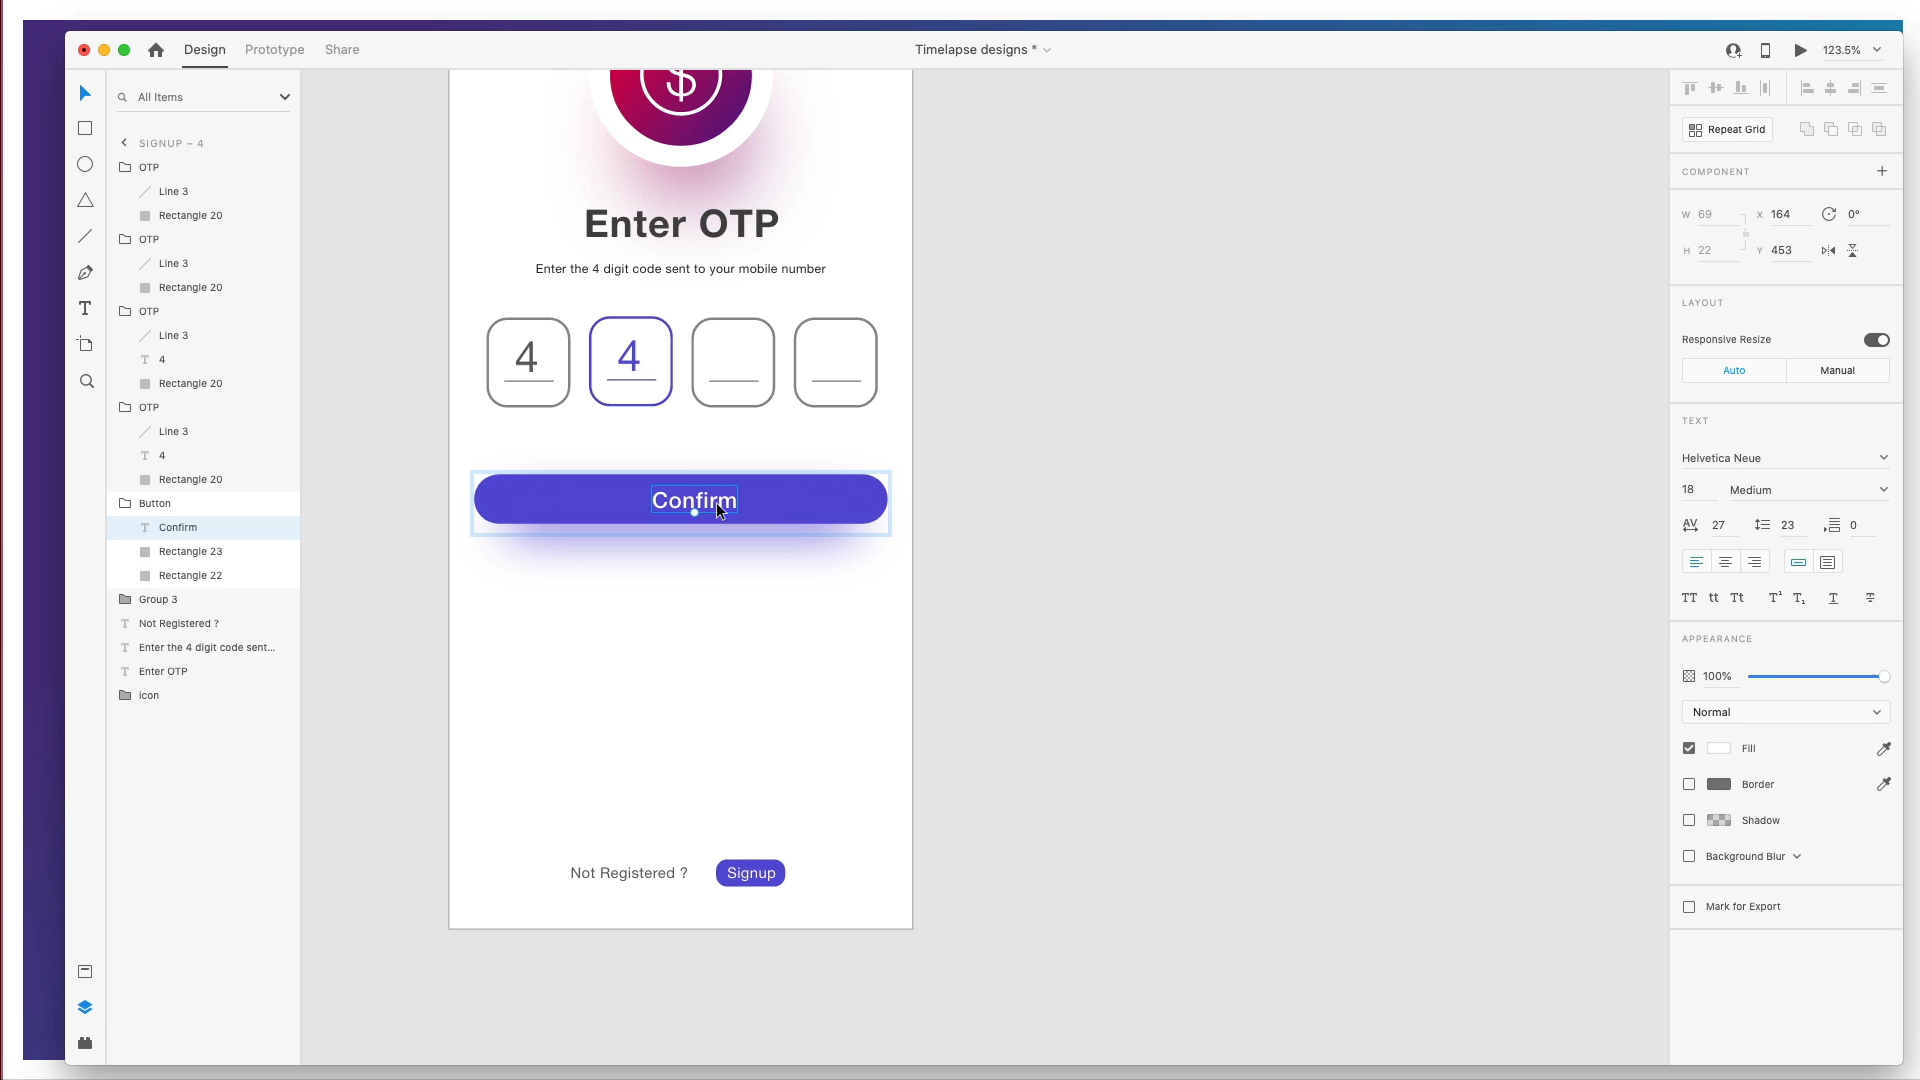 Design Prototype Share
Timelapse designs *
123.5%
All Items
SIGNUP – 4
OTP
Line 3
Rectangle 20
OTP
Line 3
Rectangle 20
OTP
Line 3
4
Rectangle 20
OTP
Line 3
4
Rectangle 20
Button
Confirm
Rectangle 23
Rectangle 22
Group 3
Not Registered ?
Enter the 4 digit code sent...
Enter OTP
icon
$
Enter OTP
Enter the 4 digit code sent to your mobile number
4 4
Confirm
Not Registered ? Signup
Repeat Grid
COMPONENT
W 69 X 164 0°
H 22 Y 453
LAYOUT
Responsive Resize
Auto Manual
TEXT
Helvetica Neue
18 Medium
AV 27 23 0
TT tt Tt T¹ T₁ T T
APPEARANCE
100%
Normal
Fill
Border
Shadow
Background Blur
Mark for Export